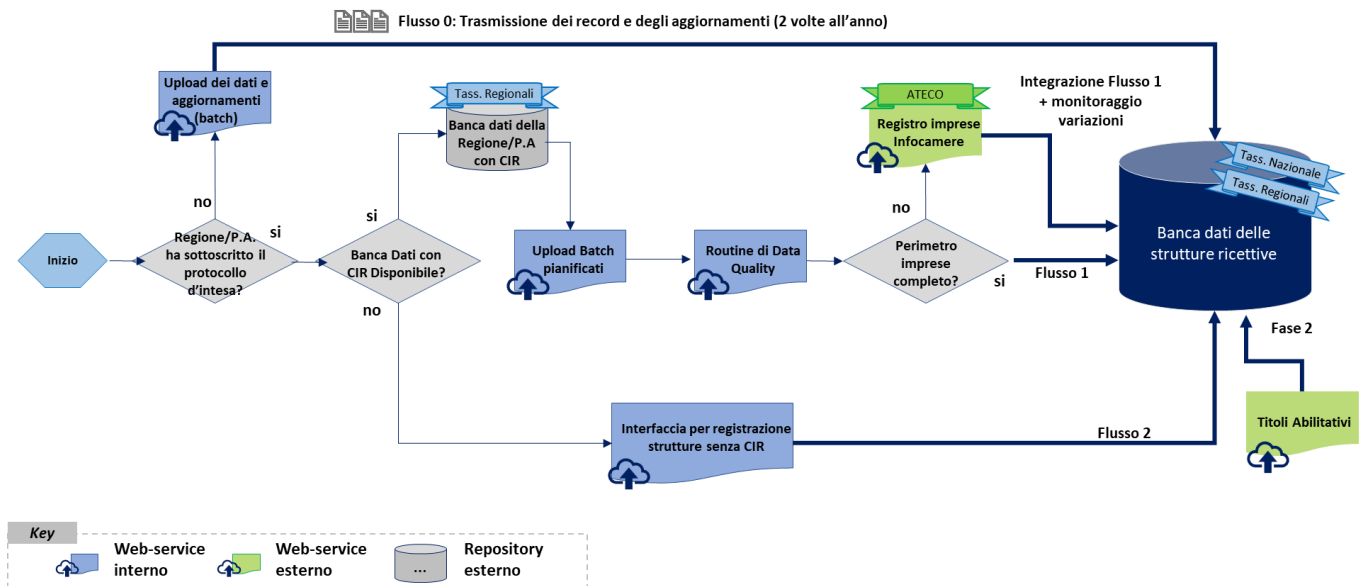 Flusso 0: Trasmissione dei record e degli aggiornamenti (2 volte all'anno)
Upload dei dati e
aggiornamenti
(batch)
Tass. Regionali
Banca dati della
Regione/P.A
con CIR
ATECO
Registro imprese
Infocamere
Integrazione Flusso 1
+ monitoraggio
variazioni
Tass. Nazionale
Tass. Regionali
Banca dati delle
strutture ricettive
no
si
si
no
Inizio
Regione/P.A.
ha sottoscritto il
protocollo
d'intesa?
Banca Dati con
CIR Disponibile?
Upload Batch
pianificati
Routine di Data
Quality
Perimetro
imprese
completo?
si
Flusso 1
no
Fase 2
Interfaccia per registrazione
strutture senza CIR
Flusso 2
Titoli Abilitativi
Key
Web-service
interno
Web-service
esterno
...
Repository
esterno